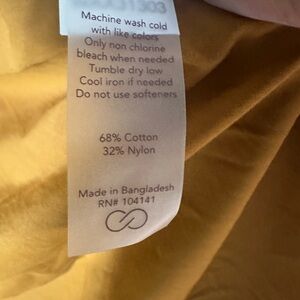 Machine wash cold
with like colors
Only non chlorine
bleach when needed
Tumble dry low
Cool iron if needed
Do not use softeners
68% Cotton
32% Nylon
Made in Bangladesh
RN# 104141